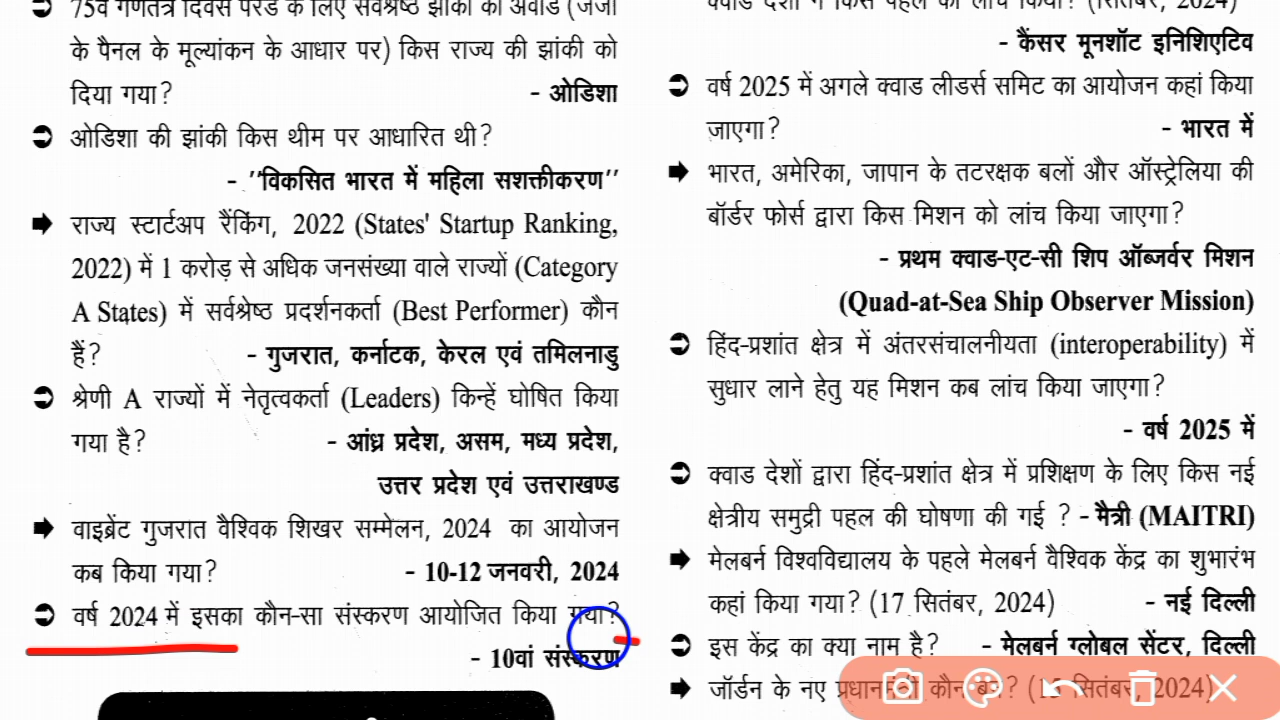 75वें गणतंत्र दिवस परेड के लिए सर्वश्रेष्ठ झांकी का अवॉर्ड (जजों
के पैनल के मूल्यांकन के आधार पर) किस राज्य की झांकी को
दिया गया? - ओडिशा
ओडिशा की झांकी किस थीम पर आधारित थी?
- ''विकसित भारत में महिला सशक्तीकरण''
राज्य स्टार्टअप रैंकिंग, 2022 (States' Startup Ranking,
2022) में 1 करोड़ से अधिक जनसंख्या वाले राज्यों (Category
A States) में सर्वश्रेष्ठ प्रदर्शनकर्ता (Best Performer) कौन
हैं? - गुजरात, कर्नाटक, केरल एवं तमिलनाडु
श्रेणी A राज्यों में नेतृत्वकर्ता (Leaders) किन्हें घोषित किया
गया है? - आंध्र प्रदेश, असम, मध्य प्रदेश,
उत्तर प्रदेश एवं उत्तराखण्ड
वाइब्रेंट गुजरात वैश्विक शिखर सम्मेलन, 2024 का आयोजन
कब किया गया? - 10-12 जनवरी, 2024
वर्ष 2024 में इसका कौन-सा संस्करण आयोजित किया गया?
- 10वां संस्करण
क्वाड देशों ने किस पहल को लांच किया? (सितंबर, 2024)
- कैंसर मूनशॉट इनिशिएटिव
वर्ष 2025 में अगले क्वाड लीडर्स समिट का आयोजन कहां किया
जाएगा? - भारत में
भारत, अमेरिका, जापान के तटरक्षक बलों और ऑस्ट्रेलिया की
बॉर्डर फोर्स द्वारा किस मिशन को लांच किया जाएगा?
- प्रथम क्वाड-एट-सी शिप ऑब्जर्वर मिशन
(Quad-at-Sea Ship Observer Mission)
हिंद-प्रशांत क्षेत्र में अंतरसंचालनीयता (interoperability) में
सुधार लाने हेतु यह मिशन कब लांच किया जाएगा?
- वर्ष 2025 में
क्वाड देशों द्वारा हिंद-प्रशांत क्षेत्र में प्रशिक्षण के लिए किस नई
क्षेत्रीय समुद्री पहल की घोषणा की गई ? - मैत्री (MAITRI)
मेलबर्न विश्वविद्यालय के पहले मेलबर्न वैश्विक केंद्र का शुभारंभ
कहां किया गया? (17 सितंबर, 2024) - नई दिल्ली
इस केंद्र का क्या नाम है? - मेलबर्न ग्लोबल सेंटर, दिल्ली
जॉर्डन के नए प्रधानमंत्री कौन बने? सितंबर, 2024)